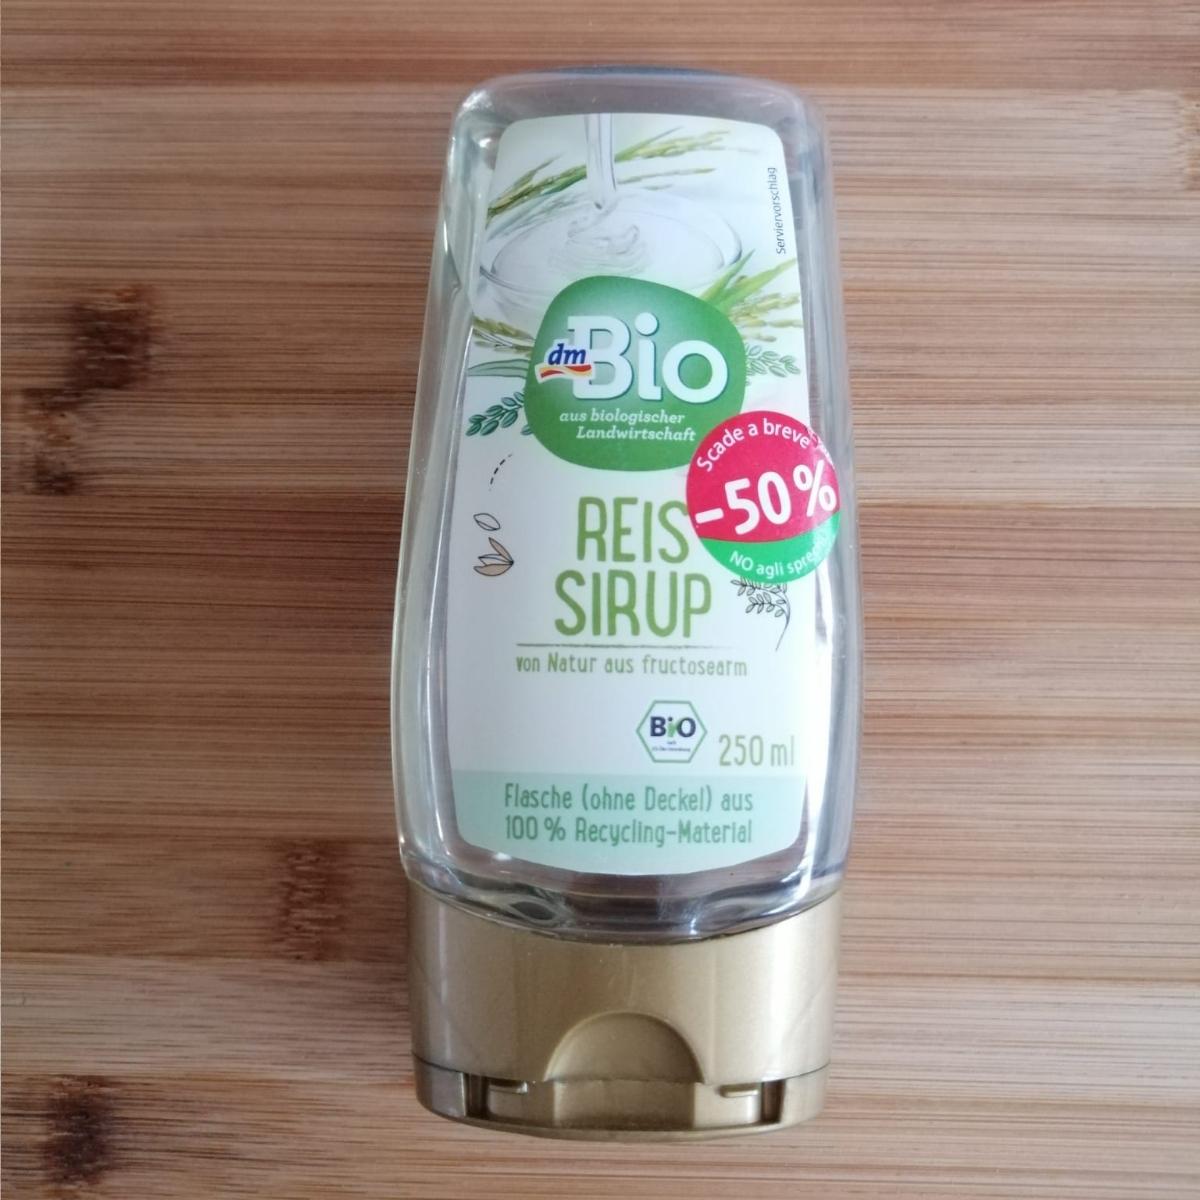 Serviervorschlag
dm
Bio
aus biologischer
Landwirtschaft
Scade a breve
-50%
NO agli
REIS
SIRUP
von Natur aus fructosearm
BiO
nach
250 ml
Flasche (ohne Deckel) aus
100 % Recycling-Material